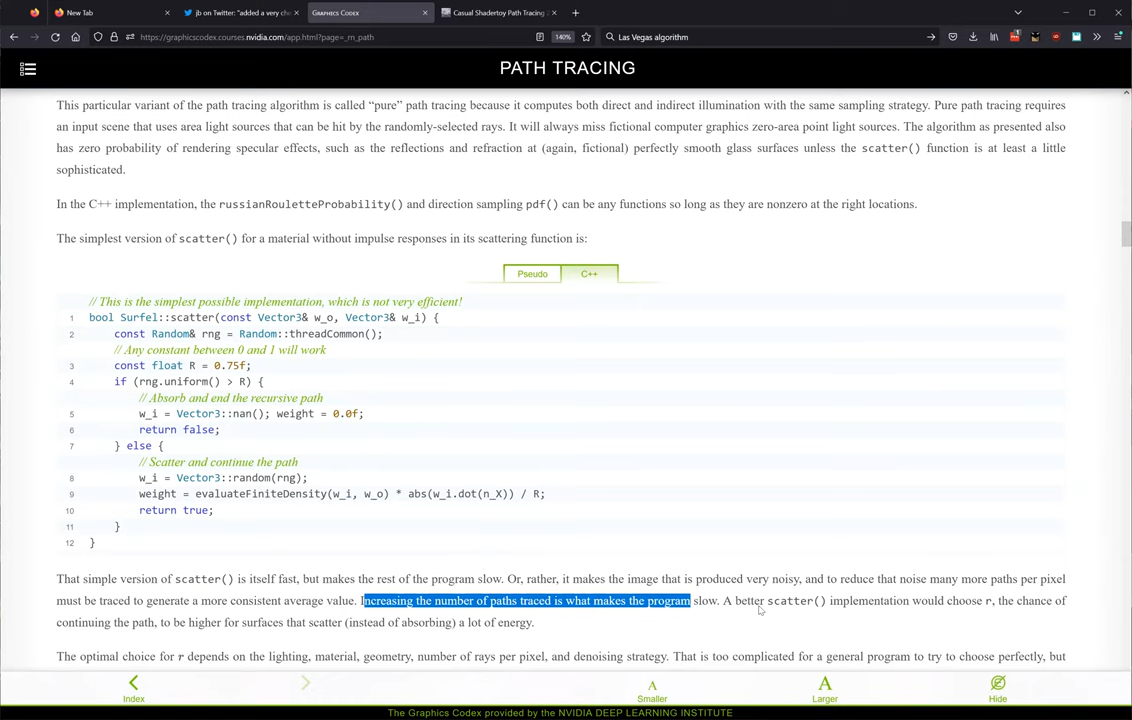 New Tab
jb on Twitter: "added a very che
GRAPHICS CODEX
Casual Shadertoy Path Tracing
https://graphicscodex.courses.nvidia.com/app.html?page=_rn_path
140%
Las Vegas algorithm
PATH TRACING
This particular variant of the path tracing algorithm is called “pure” path tracing because it computes both direct and indirect illumination with the same sampling strategy. Pure path tracing requires
an input scene that uses area light sources that can be hit by the randomly-selected rays. It will always miss fictional computer graphics zero-area point light sources. The algorithm as presented also
has zero probability of rendering specular effects, such as the reflections and refraction at (again, fictional) perfectly smooth glass surfaces unless the scatter() function is at least a little
sophisticated.
In the C++ implementation, the russianRouletteProbability() and direction sampling pdf() can be any functions so long as they are nonzero at the right locations.
The simplest version of scatter() for a material without impulse responses in its scattering function is:
Pseudo C++
// This is the simplest possible implementation, which is not very efficient!
1 bool Surfel::scatter(const Vector3& w_o, Vector3& w_i) {
2 const Random& rng = Random::threadCommon();
// Any constant between 0 and 1 will work
3 const float R = 0.75f;
4 if (rng.uniform() > R) {
// Absorb and end the recursive path
5 w_i = Vector3::nan(); weight = 0.0f;
6 return false;
7 } else {
// Scatter and continue the path
8 w_i = Vector3::random(rng);
9 weight = evaluateFiniteDensity(w_i, w_o) * abs(w_i.dot(n_X)) / R;
10 return true;
11 }
12 }
That simple version of scatter() is itself fast, but makes the rest of the program slow. Or, rather, it makes the image that is produced very noisy, and to reduce that noise many more paths per pixel
must be traced to generate a more consistent average value. Increasing the number of paths traced is what makes the program slow. A better scatter() implementation would choose r, the chance of
continuing the path, to be higher for surfaces that scatter (instead of absorbing) a lot of energy.
The optimal choice for r depends on the lighting, material, geometry, number of rays per pixel, and denoising strategy. That is too complicated for a general program to try to choose perfectly, but
Index
A Smaller
A Larger
Hide
The Graphics Codex provided by the NVIDIA DEEP LEARNING INSTITUTE